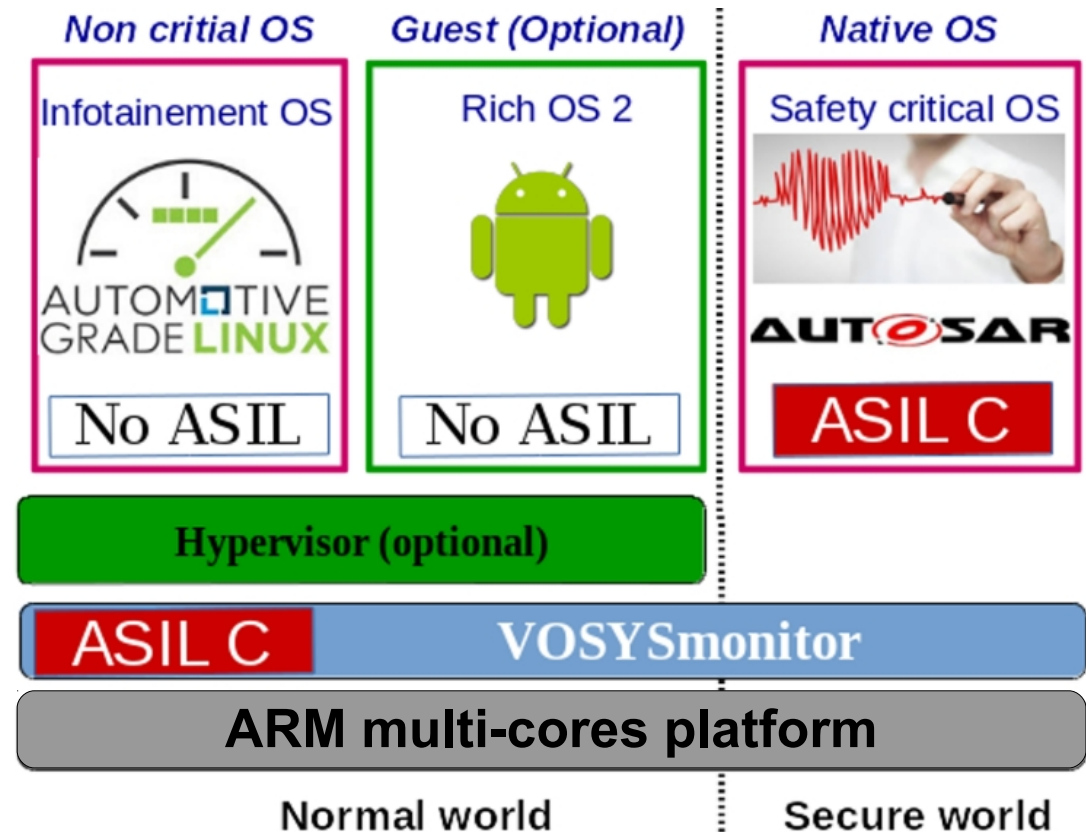 Non critial OS
Guest (Optional)
Native OS
Infotainement OS
Rich OS 2
Safety critical OS
AUTOMOTIVE
GRADE LINUX
AUTOSAR
No ASIL
No ASIL
ASIL C
Hypervisor (optional)
ASIL C
VOSYSmonitor
ARM multi-cores platform
Normal world
Secure world